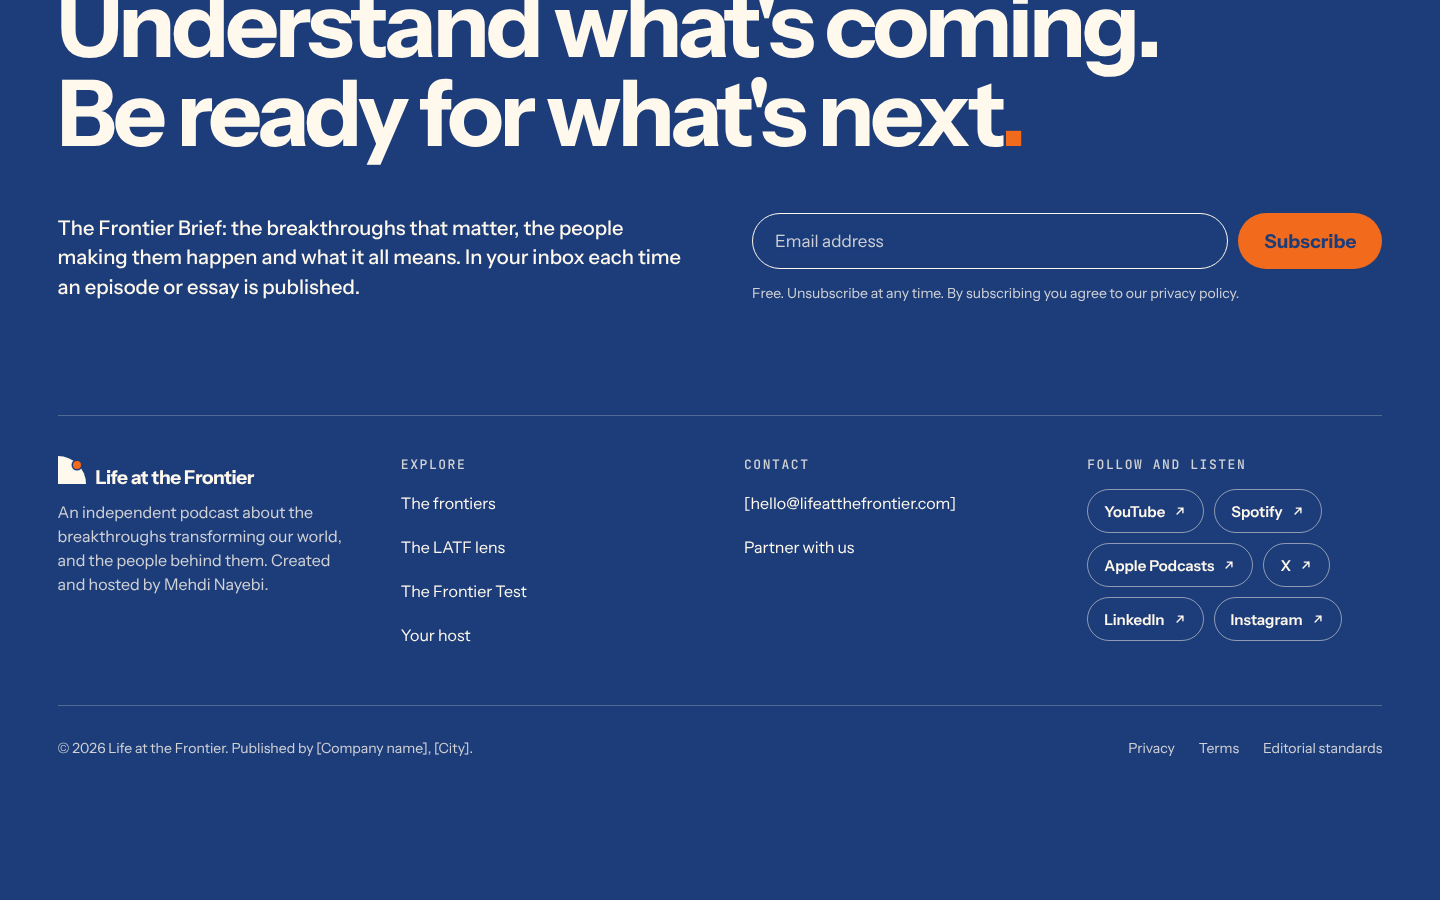 Understand what's coming.
Be ready for what's next.
The Frontier Brief: the breakthroughs that matter, the people
making them happen and what it all means. In your inbox each time
an episode or essay is published.
Email address
Subscribe
Free. Unsubscribe at any time. By subscribing you agree to our privacy policy.
Life at the Frontier
An independent podcast about the
breakthroughs transforming our world,
and the people behind them. Created
and hosted by Mehdi Nayebi.
EXPLORE
The frontiers
The LATF lens
The Frontier Test
Your host
CONTACT
[hello@lifeatthefrontier.com]
Partner with us
FOLLOW AND LISTEN
YouTube ↗
Spotify ↗
Apple Podcasts ↗
X ↗
LinkedIn ↗
Instagram ↗
© 2026 Life at the Frontier. Published by [Company name], [City].
Privacy
Terms
Editorial standards